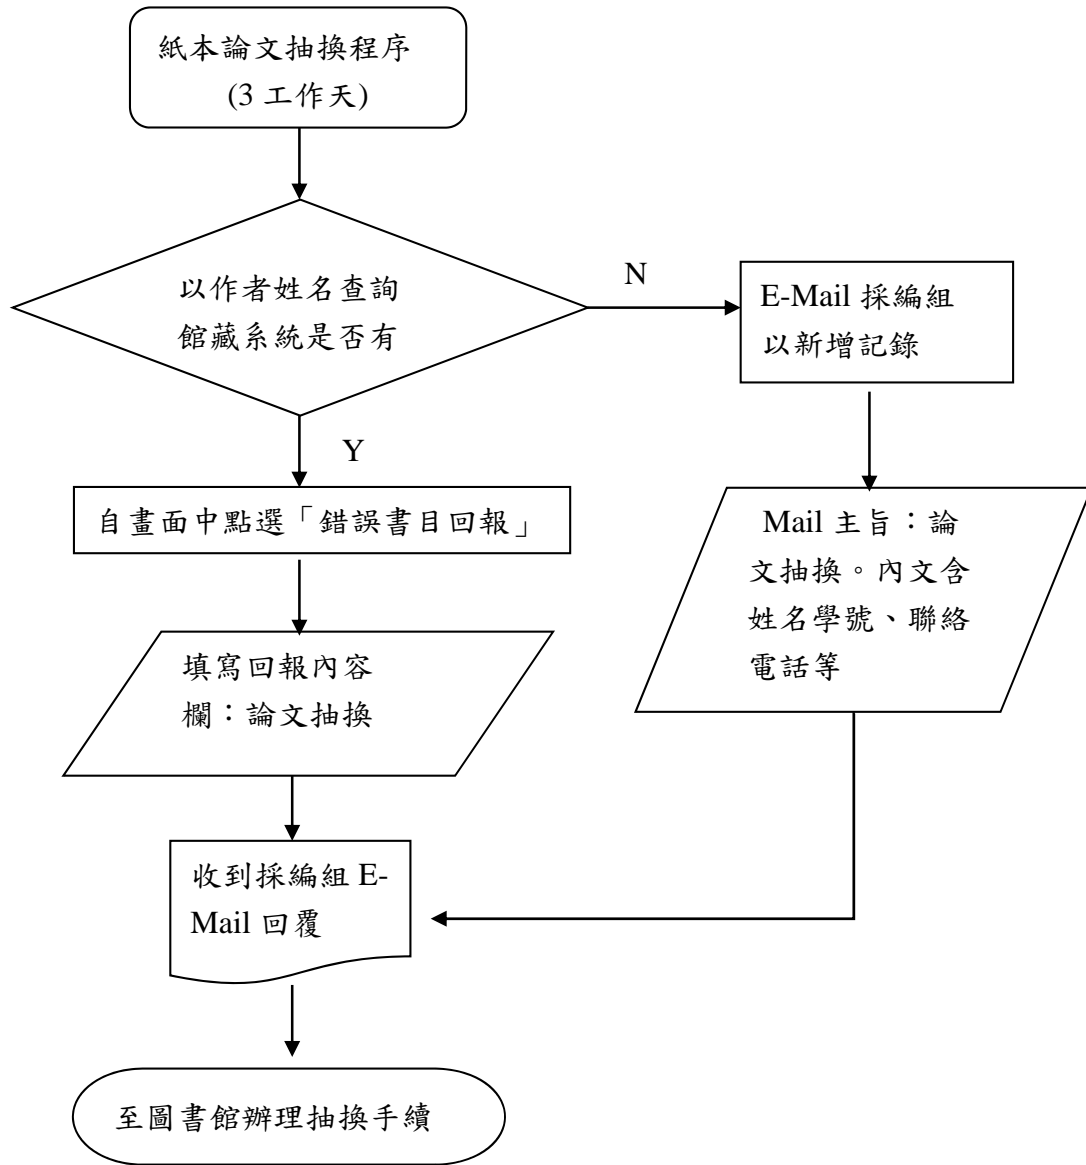 紙本論文抽換程序
(3 工作天)
以作者姓名查詢
館藏系統是否有
N
E-Mail 採編組
以新增記錄
Y
自畫面中點選「錯誤書目回報」
Mail 主旨：論
文抽換。內文含
姓名學號、聯絡
電話等
填寫回報內容
欄：論文抽換
收到採編組 E-
Mail 回覆
至圖書館辦理抽換手續